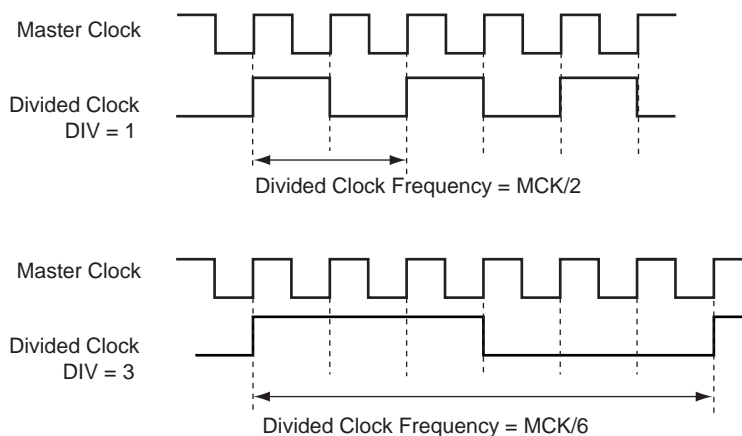 Master Clock
Divided Clock
DIV = 1
Divided Clock Frequency = MCK/2
Master Clock
Divided Clock
DIV = 3
Divided Clock Frequency = MCK/6